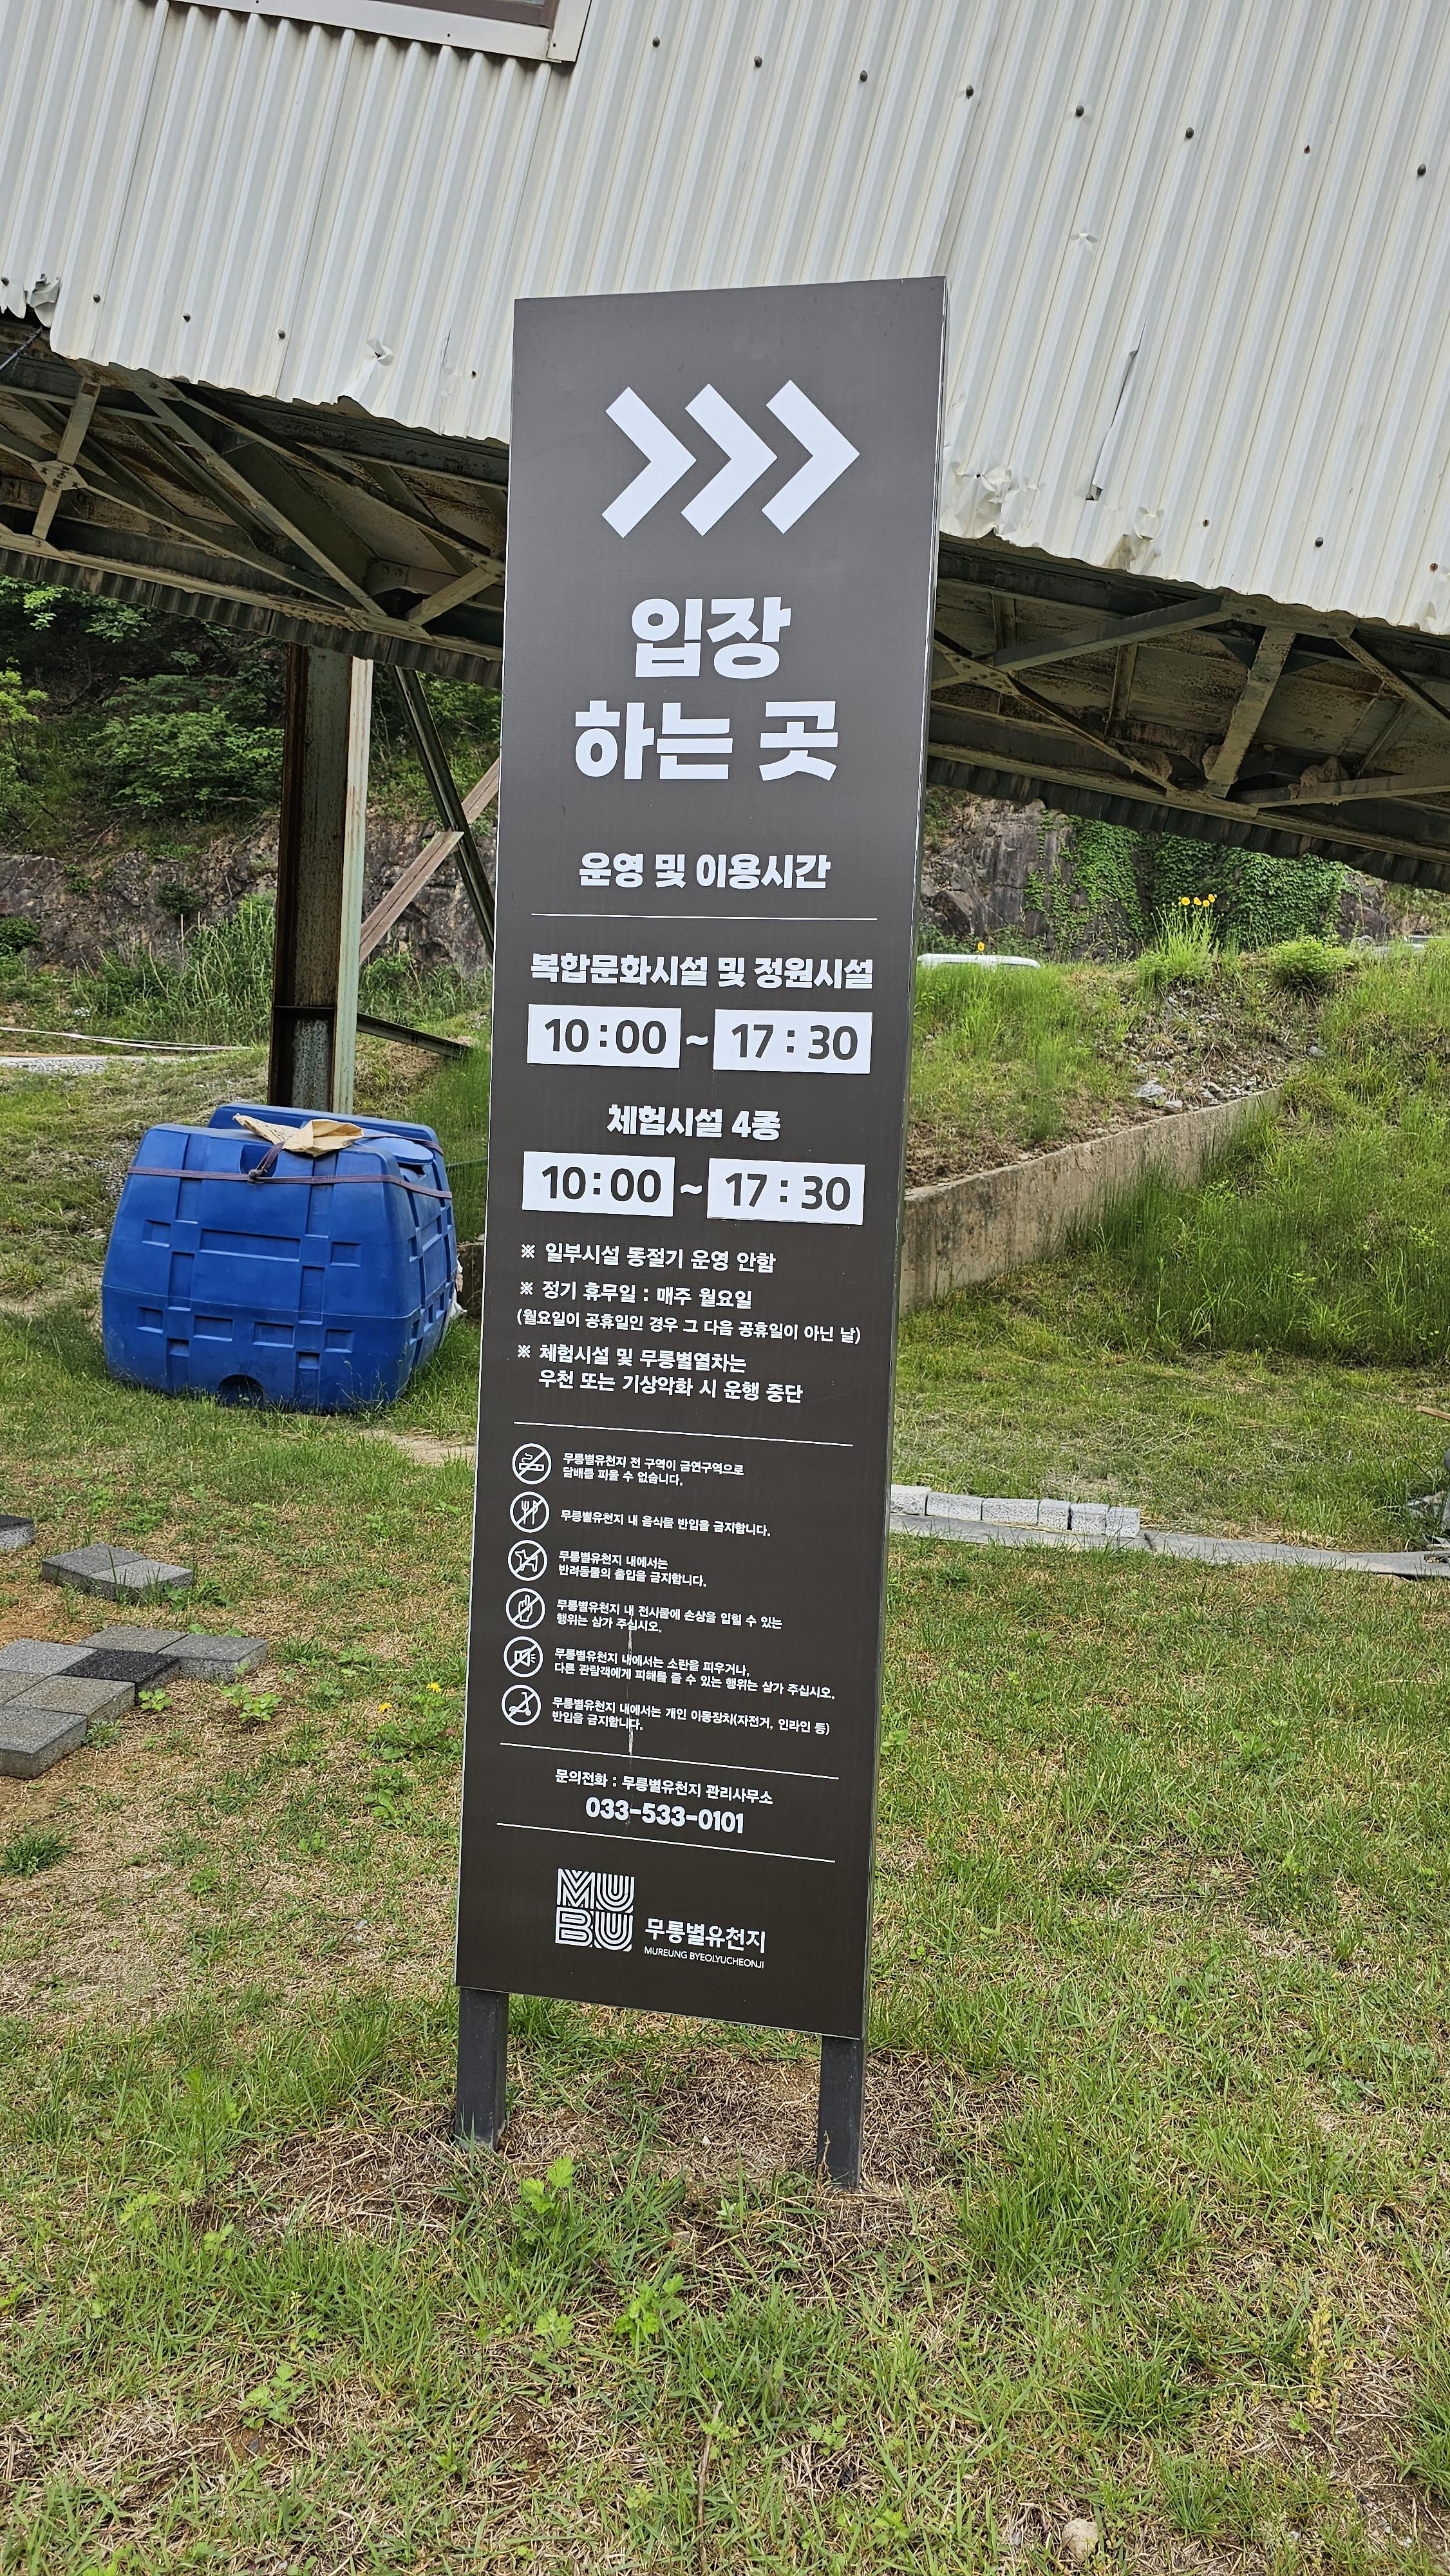 입장
하는 곳
운영 및 이용시간
복합문화시설 및 정원시설
10:00 ~ 17:30
체험시설 4종
10:00 ~ 17:30
※ 일부시설 동절기 운영 안함
※ 정기 휴무일 : 매주 월요일
(월요일이 공휴일인 경우 그 다음 공휴일이 아닌 날)
※ 체험시설 및 무릉별열차는
우천 또는 기상악화 시 운행 중단
무릉별유천지 전 구역이 금연구역으로
담배를 피울 수 없습니다.
무릉별유천지 내 음식물 반입을 금지합니다.
무릉별유천지 내에서는
반려동물의 출입을 금지합니다.
무릉별유천지 내 전시물에 손상을 입힐 수 있는
행위는 삼가 주십시오.
무릉별유천지 내에서는 소란을 피우거나,
다른 관람객에게 피해를 줄 수 있는 행위는 삼가 주십시오.
무릉별유천지 내에서는 개인 이동장치(자전거, 인라인 등)
반입을 금지합니다.
문의전화 : 무릉별유천지 관리사무소
033-533-0101
MU
BU
무릉별유천지
MUREUNG BYEOLYUCHEONJI